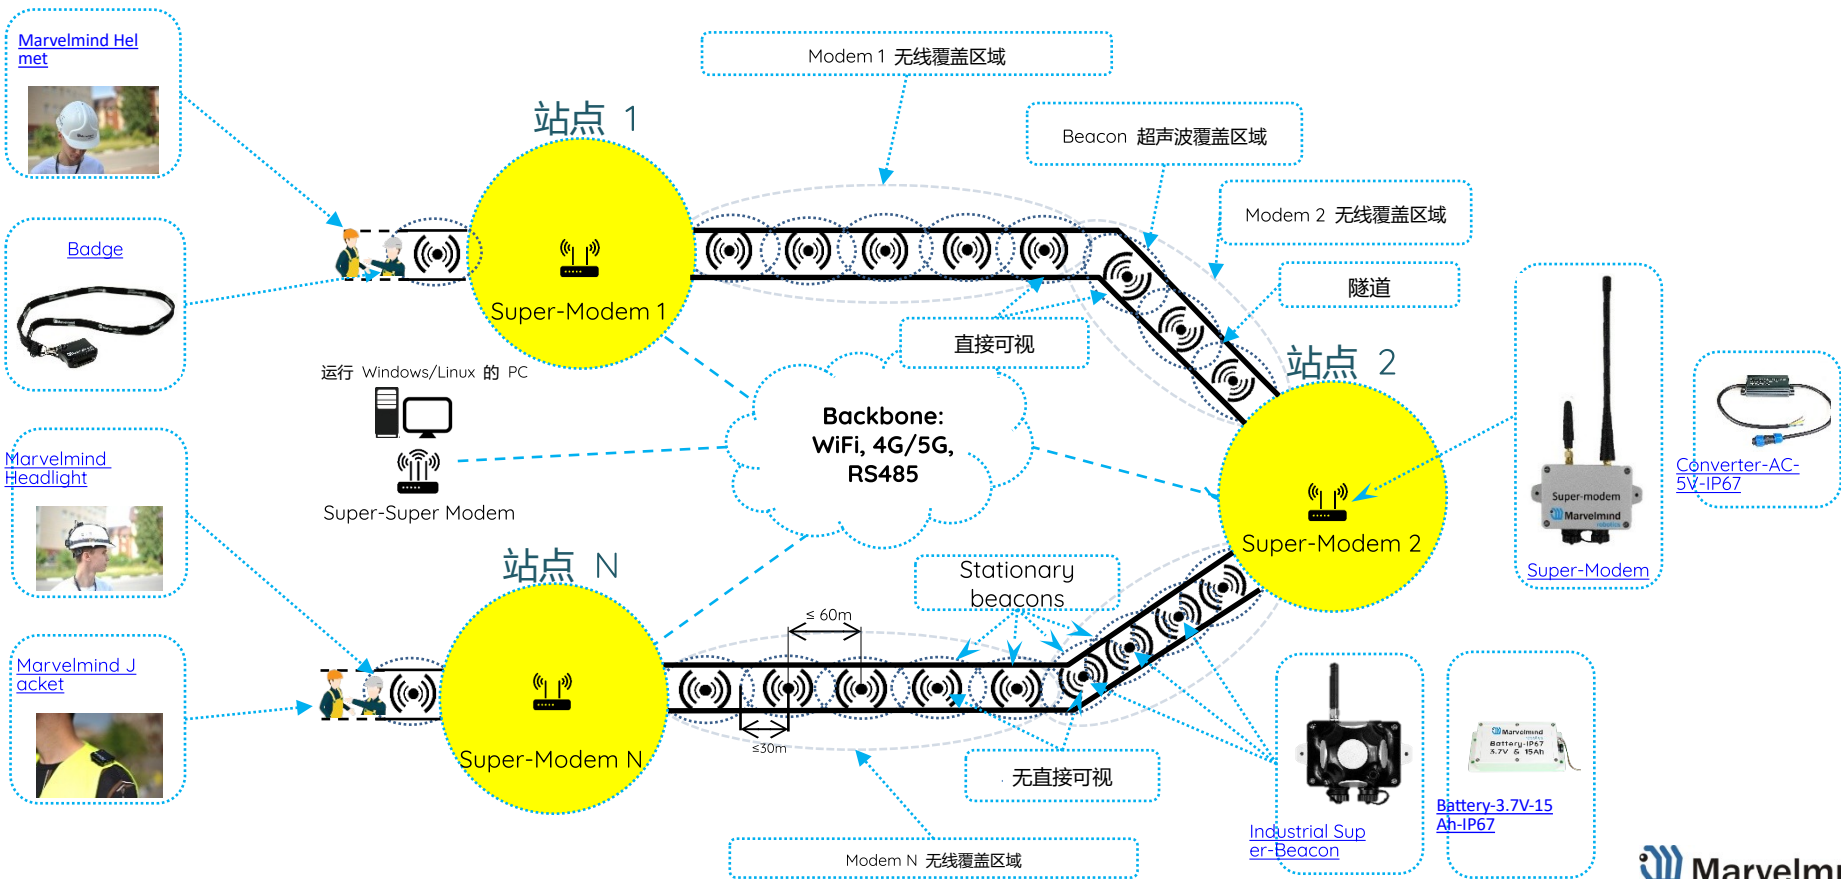 Marvelmind Hel
met
Modem 1 无线覆盖区域
站点 1
Beacon 超声波覆盖区域
Modem 2 无线覆盖区域
Badge
隧道
Super-Modem 1
直接可视
站点 2
运行 Windows/Linux 的 PC
Backbone:
WiFi, 4G/5G,
RS485
Marvelmind
Headlight
Converter-AC-
5V-IP67
Super-modem
Marvelmind
robotics
Super-Super Modem
Super-Modem 2
站点 N
Stationary
beacons
Super-Modem
≤ 60m
Marvelmind J
acket
Super-Modem N
≤30m
无直接可视
Marvelmind
Battery-IP67
3.7V & 15Ah
Battery-3.7V-15
Ah-IP67
Industrial Sup
er-Beacon
Modem N 无线覆盖区域
Marvelmi